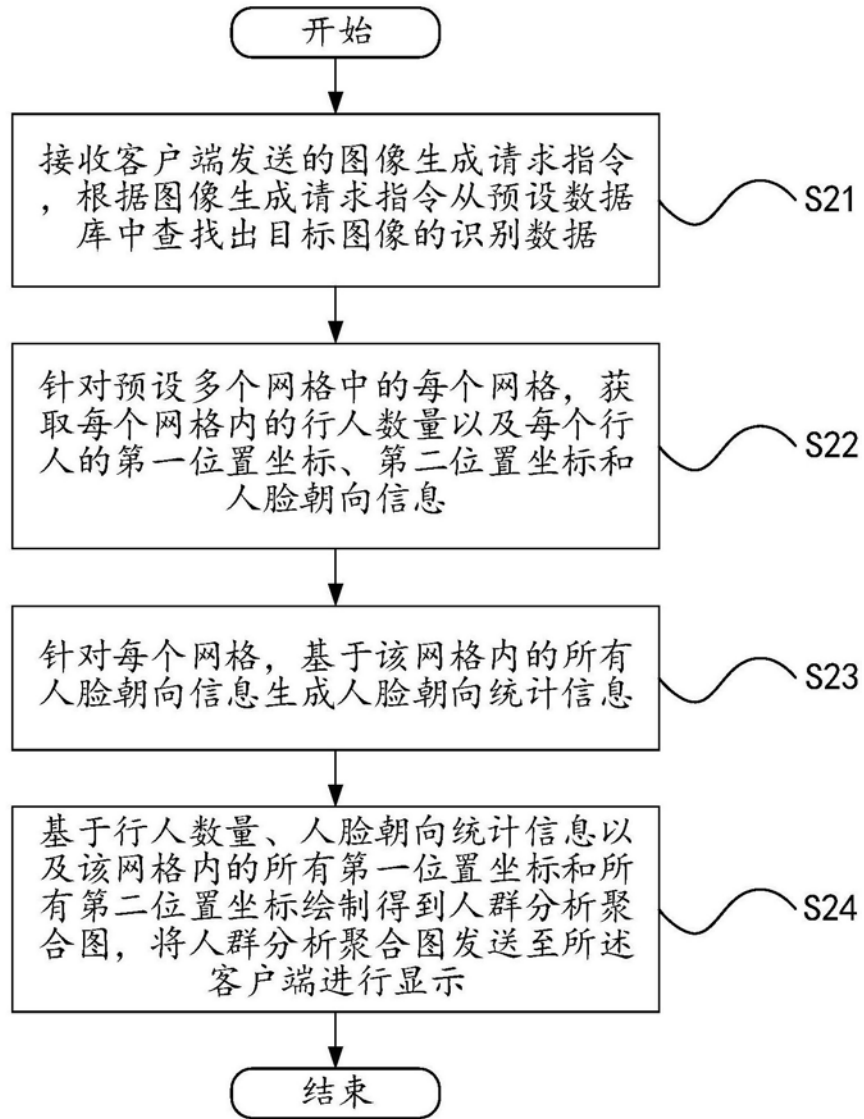 开始
接收客户端发送的图像生成请求指令
，根据图像生成请求指令从预设数据
库中查找出目标图像的识别数据
S21
针对预设多个网格中的每个网格，获
取每个网格内的行人数量以及每个行
人的第一位置坐标、第二位置坐标和
人脸朝向信息
S22
针对每个网格，基于该网格内的所有
人脸朝向信息生成人脸朝向统计信息
S23
基于行人数量、人脸朝向统计信息以
及该网格内的所有第一位置坐标和所
有第二位置坐标绘制得到人群分析聚
合图，将人群分析聚合图发送至所述
客户端进行显示
S24
结束